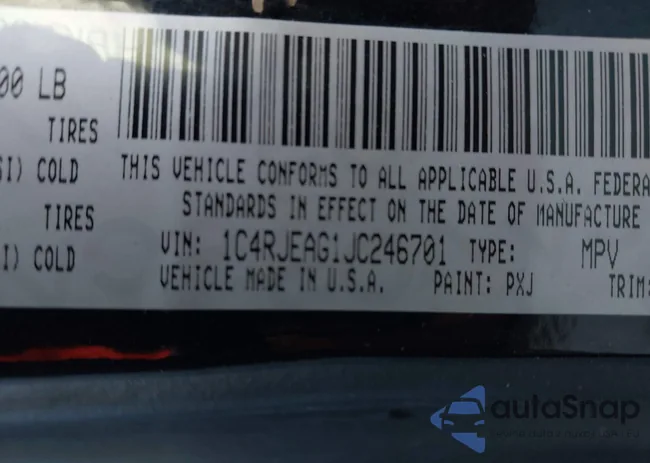 00 LB
TIRES
SI) COLD
THIS VEHICLE CONFORMS TO ALL APPLICABLE U.S.A. FEDERA
STANDARDS IN EFFECT ON THE DATE OF MANUFACTURE
TIRES
VIN: 1C4RJEAG1JC246701 TYPE: MPV
I) COLD
VEHICLE MADE IN U.S.A. PAINT: PXJ TRIM:
autaSnap